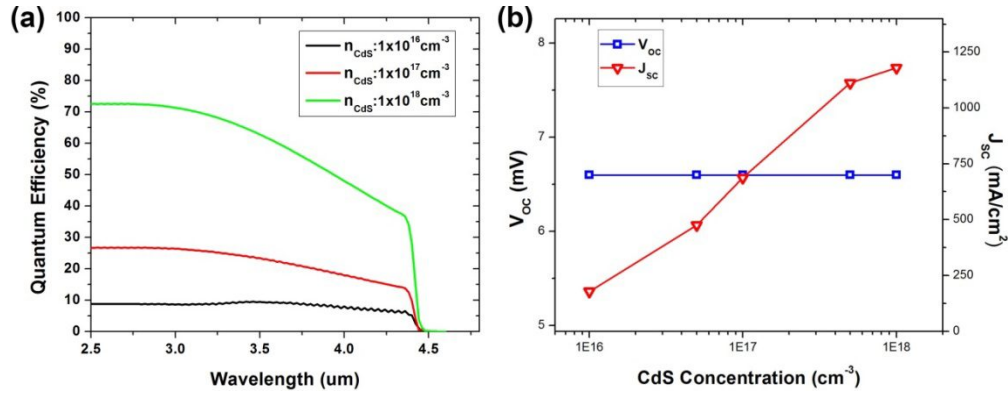 (a)
100
90
80
70
60
50
40
30
20
10
0
Quantum Efficiency (%)
n_CdS:1x10^16cm^-3
n_CdS:1x10^17cm^-3
n_CdS:1x10^18cm^-3
2.5 3.0 3.5 4.0 4.5
Wavelength (um)
(b)
8
7
6
5
V_OC (mV)
V_OC
J_SC
1250
1000
750
500
250
0
J_SC (mA/cm^2)
1E16 1E17 1E18
CdS Concentration (cm^-3)